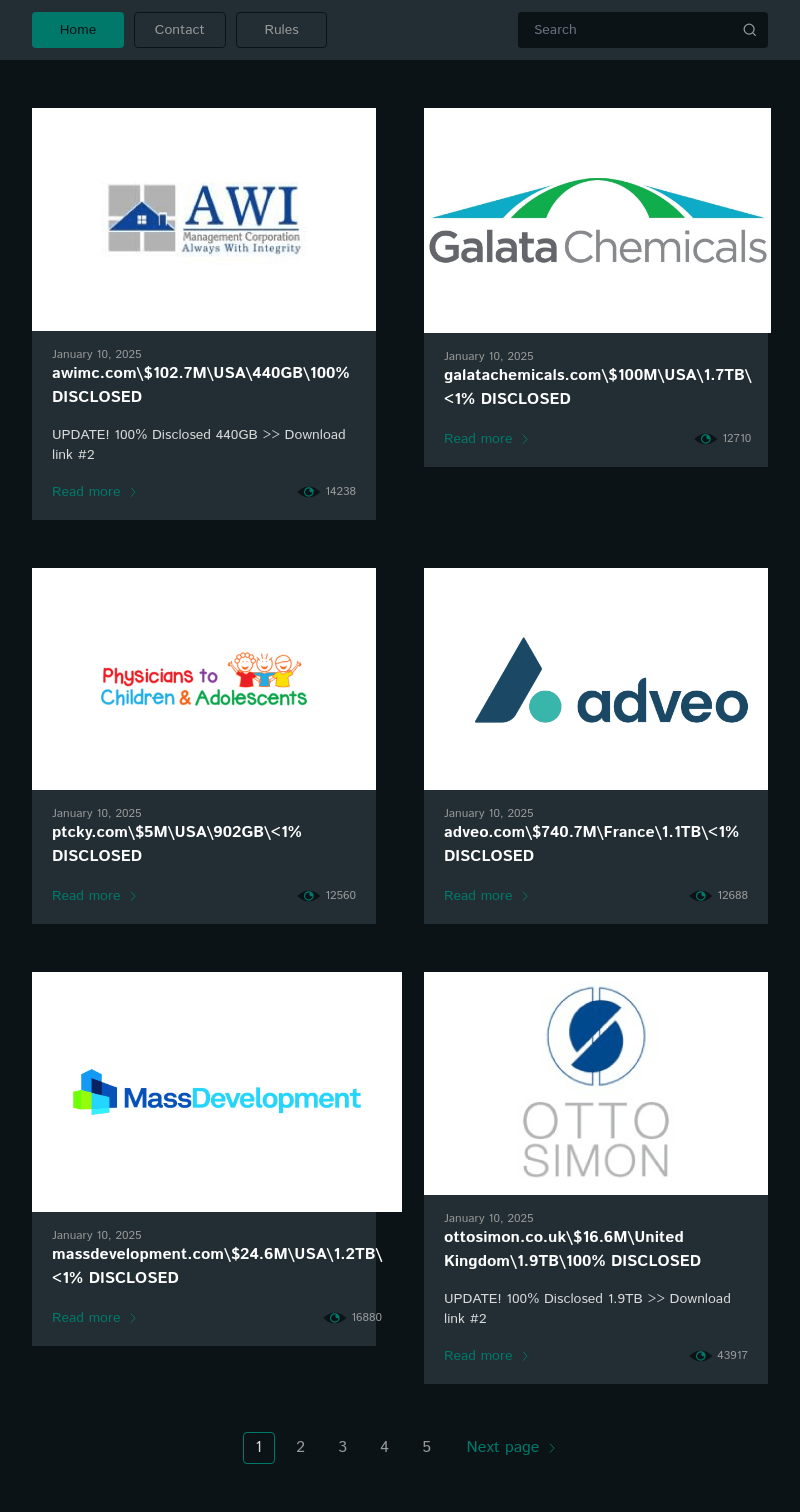 Home
Contact
Rules
Search
AWI
Management Corporation
Always With Integrity
January 10, 2025
awimc.com\$102.7M\USA\440GB\100%
DISCLOSED
UPDATE! 100% Disclosed 440GB >> Download
link #2
Read more
14238
Galata Chemicals
January 10, 2025
galatachemicals.com\$100M\USA\1.7TB\
<1% DISCLOSED
Read more
12710
Physicians to
Children & Adolescents
January 10, 2025
ptcky.com\$5M\USA\902GB\<1%
DISCLOSED
Read more
12560
adveo
January 10, 2025
adveo.com\$740.7M\France\1.1TB\<1%
DISCLOSED
Read more
12688
MassDevelopment
January 10, 2025
massdevelopment.com\$24.6M\USA\1.2TB\
<1% DISCLOSED
Read more
16880
OTTO
SIMON
January 10, 2025
ottosimon.co.uk\$16.6M\United
Kingdom\1.9TB\100% DISCLOSED
UPDATE! 100% Disclosed 1.9TB >> Download
link #2
Read more
43917
1 2 3 4 5 Next page